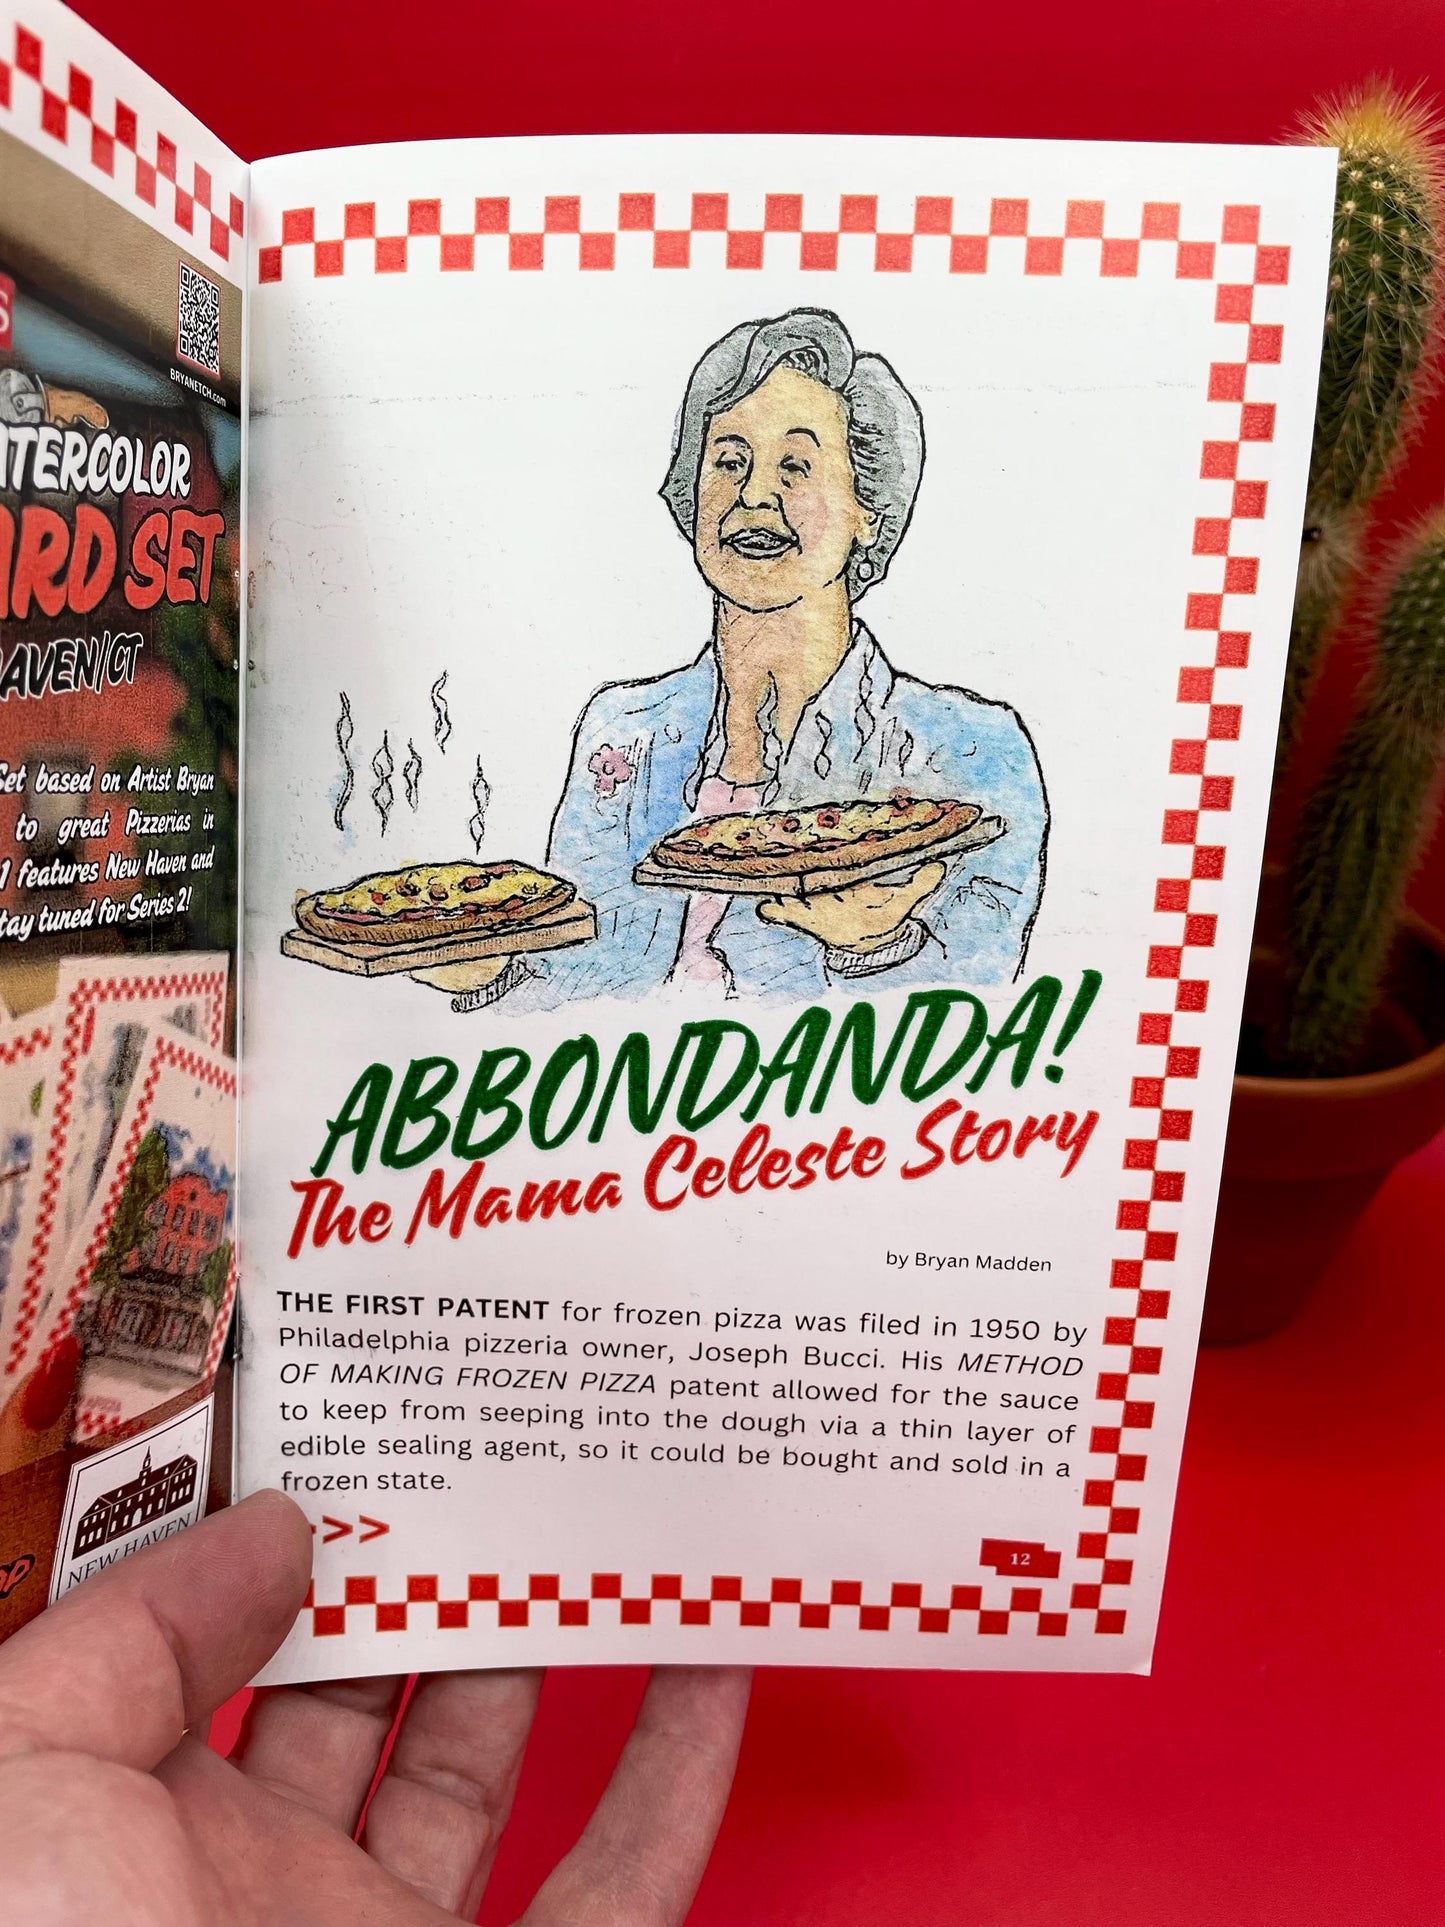 S
BRYANETCH.com
ATERCOLOR
ARD SET
HAVEN/CT
Set based on Artist Bryan
to great Pizzerias in
1 features New Haven and
tay tuned for Series 2!
NEW HAVEN
ABBONDANDA!
The Mama Celeste Story
by Bryan Madden
THE FIRST PATENT for frozen pizza was filed in 1950 by
Philadelphia pizzeria owner, Joseph Bucci. His METHOD
OF MAKING FROZEN PIZZA patent allowed for the sauce
to keep from seeping into the dough via a thin layer of
edible sealing agent, so it could be bought and sold in a
frozen state.
>>>
12